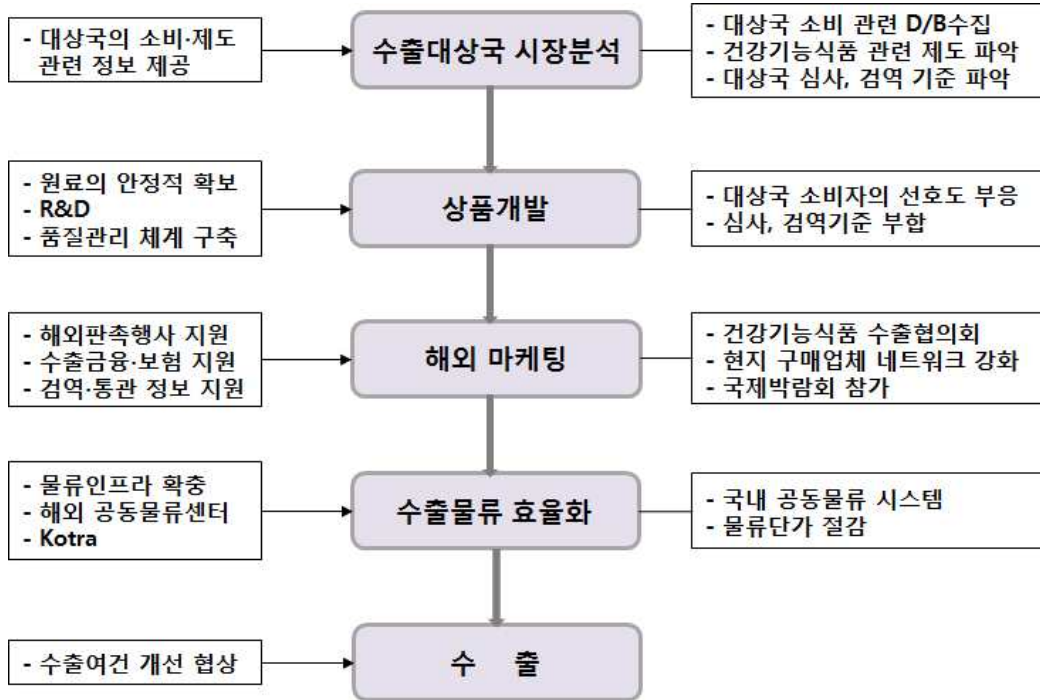 - 대상국의 소비·제도
관련 정보 제공
수출대상국 시장분석
- 대상국 소비 관련 D/B수집
- 건강기능식품 관련 제도 파악
- 대상국 심사, 검역 기준 파악
- 원료의 안정적 확보
- R&D
- 품질관리 체계 구축
상품개발
- 대상국 소비자의 선호도 부응
- 심사, 검역기준 부합
- 해외판촉행사 지원
- 수출금융·보험 지원
- 검역·통관 정보 지원
해외 마케팅
- 건강기능식품 수출협의회
- 현지 구매업체 네트워크 강화
- 국제박람회 참가
- 물류인프라 확충
- 해외 공동물류센터
- Kotra
수출물류 효율화
- 국내 공동물류 시스템
- 물류단가 절감
- 수출여건 개선 협상
수 출